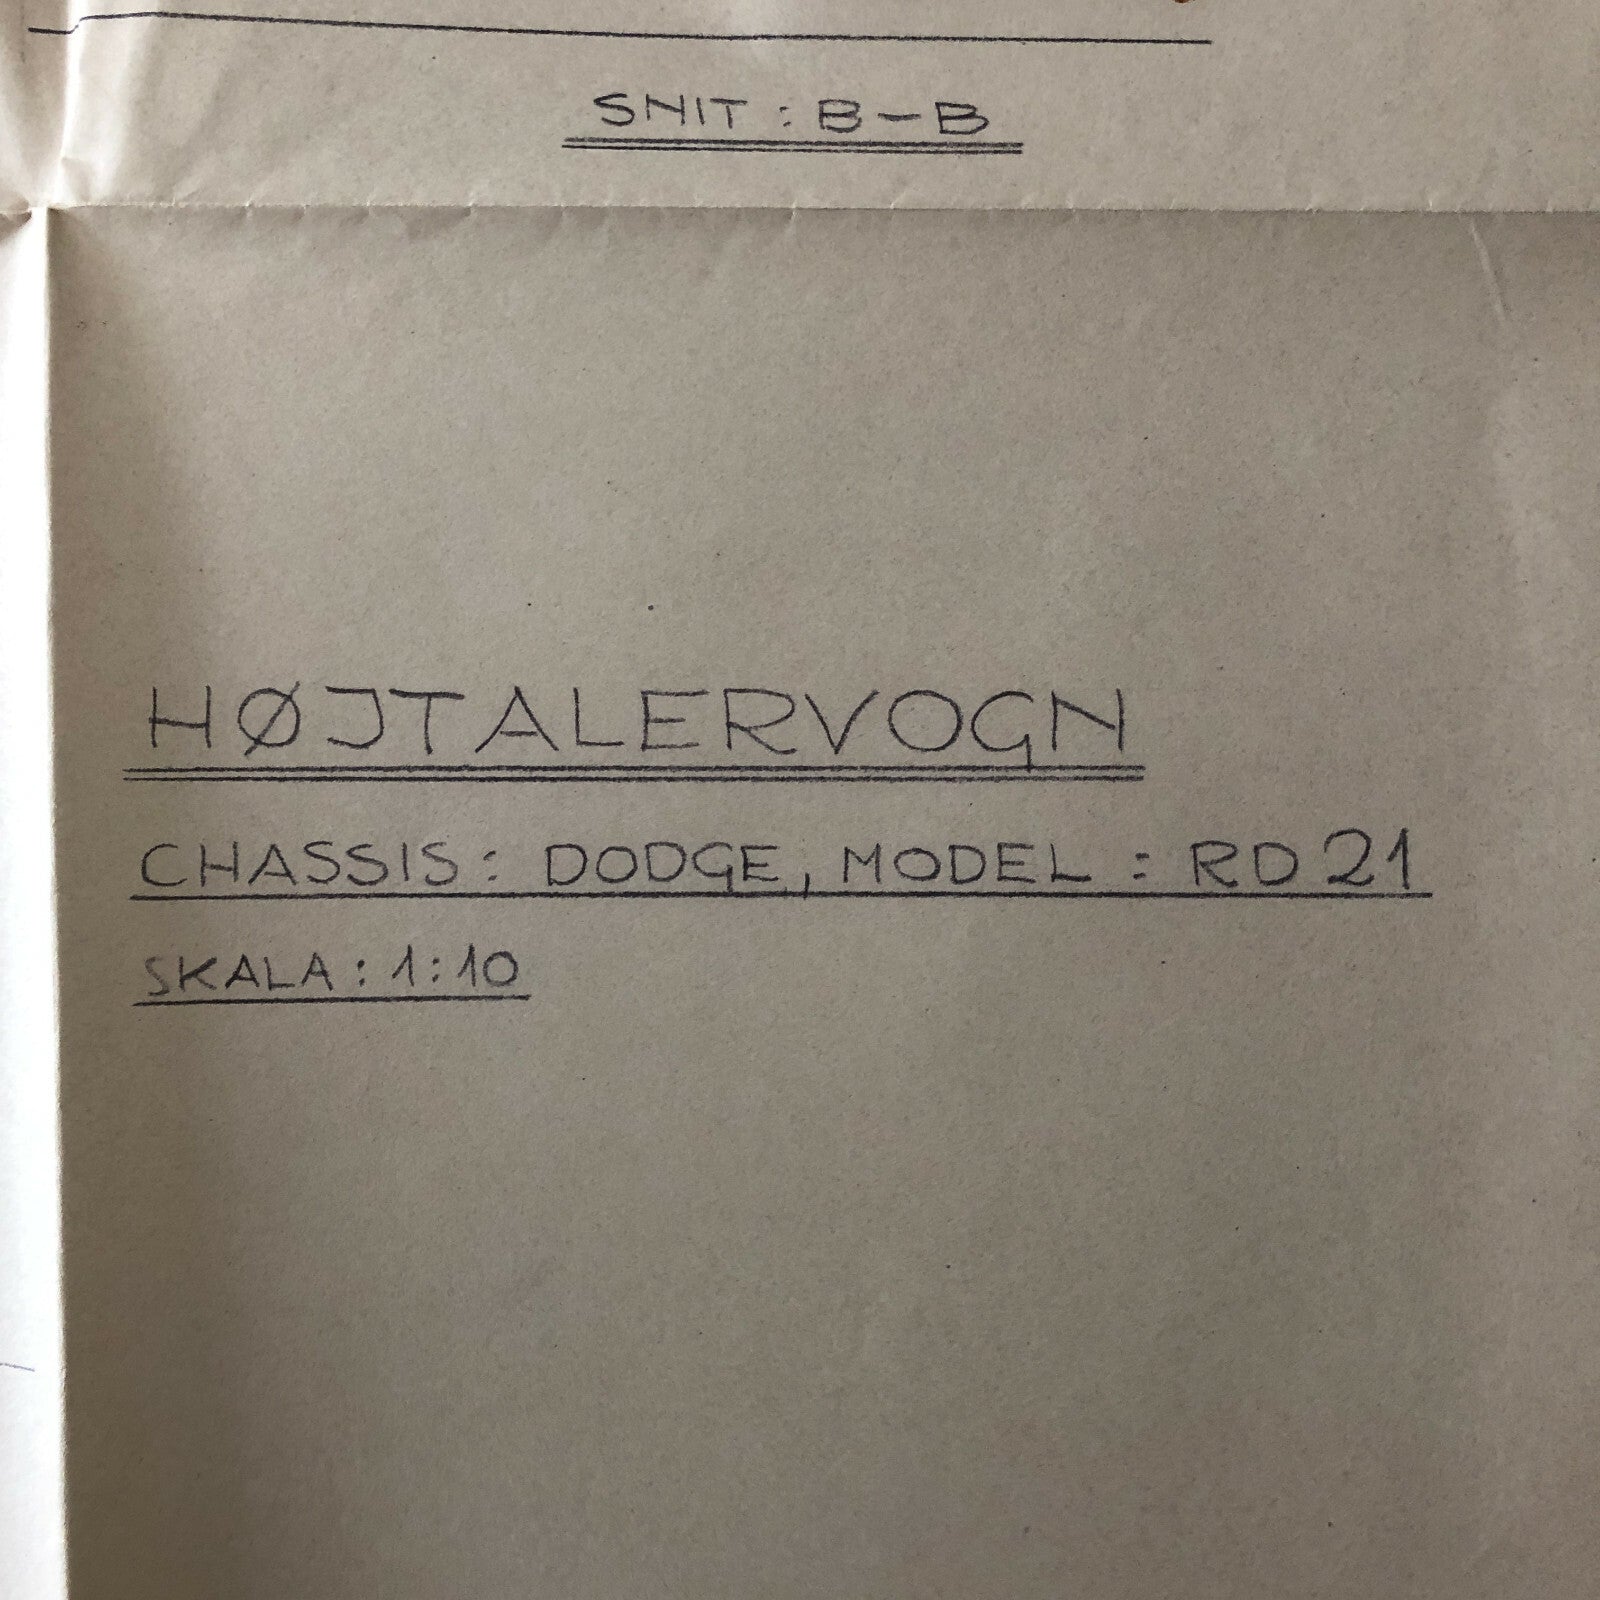 SNIT : B-B
HØJTALERVOGN
CHASSIS: DODGE, MODEL : RD 21
SKALA: 1:10